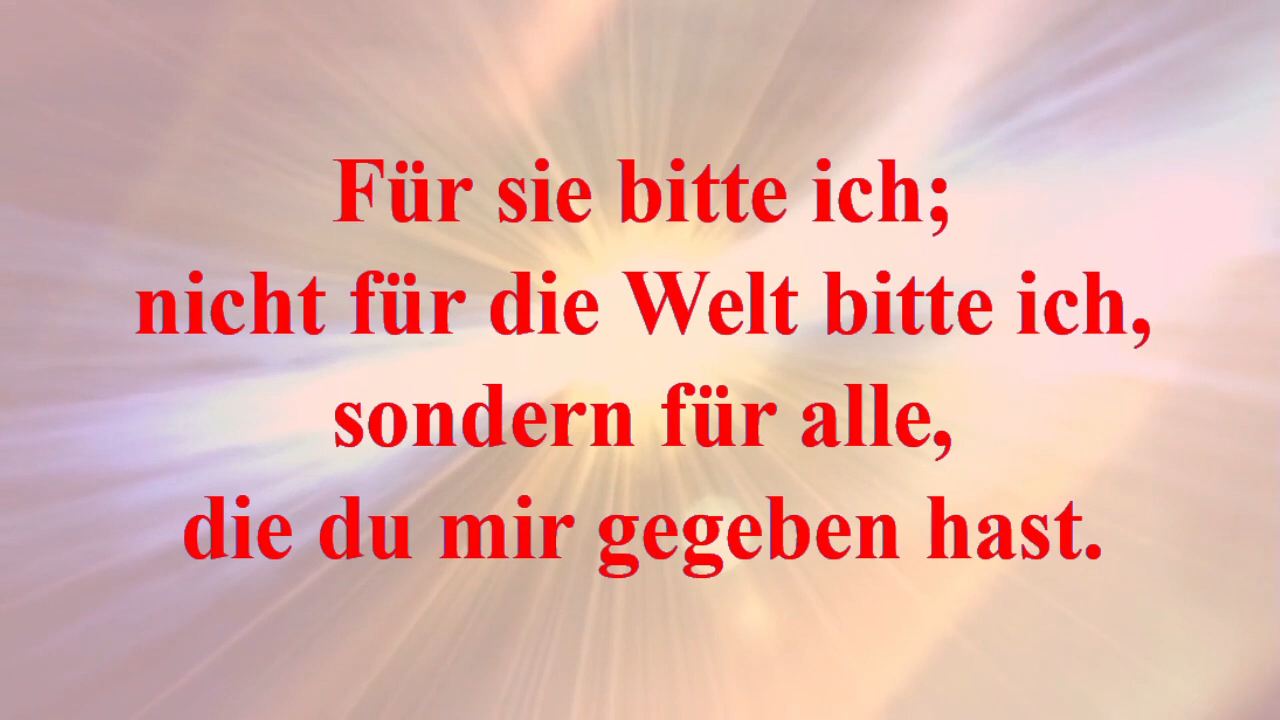 Für sie bitte ich;
nicht für die Welt bitte ich,
sondern für alle,
die du mir gegeben hast.